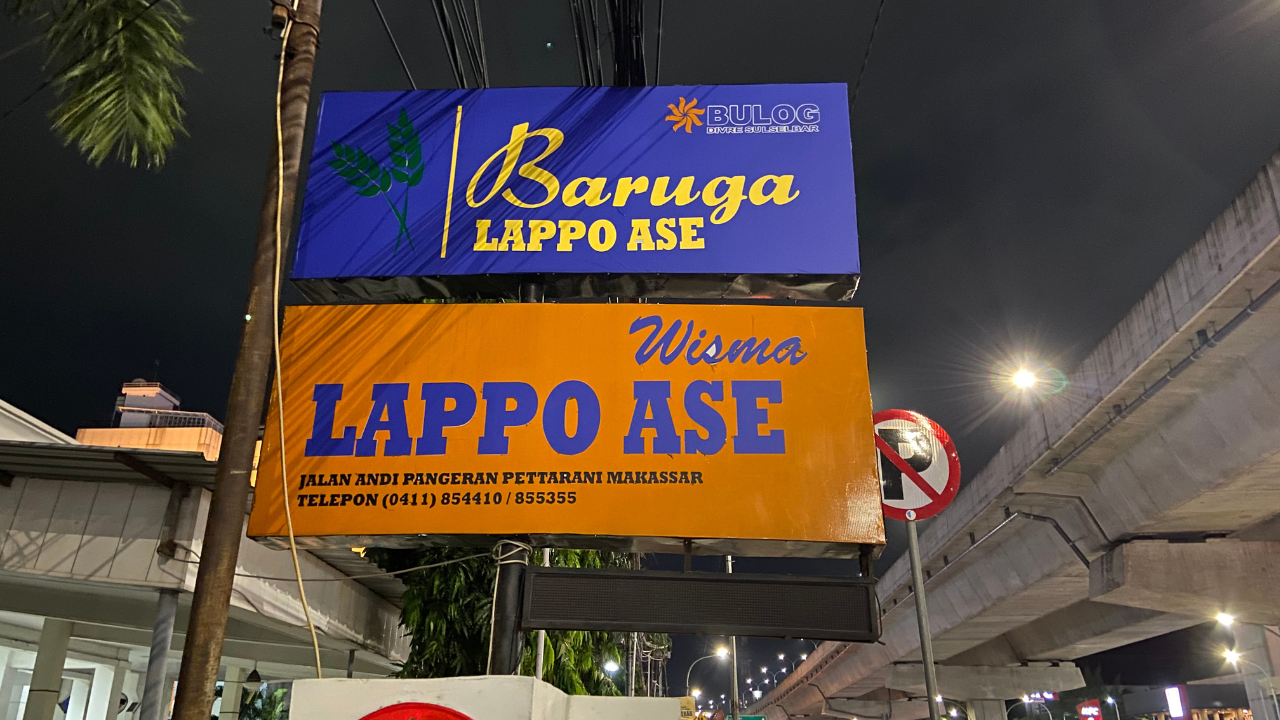 BULOG
DIVRE SULSELBAR
Baruga
LAPPO ASE
Wisma
LAPPO ASE
JALAN ANDI PANGERAN PETTARANI MAKASSAR
TELEPON (0411) 854410 / 855355
P